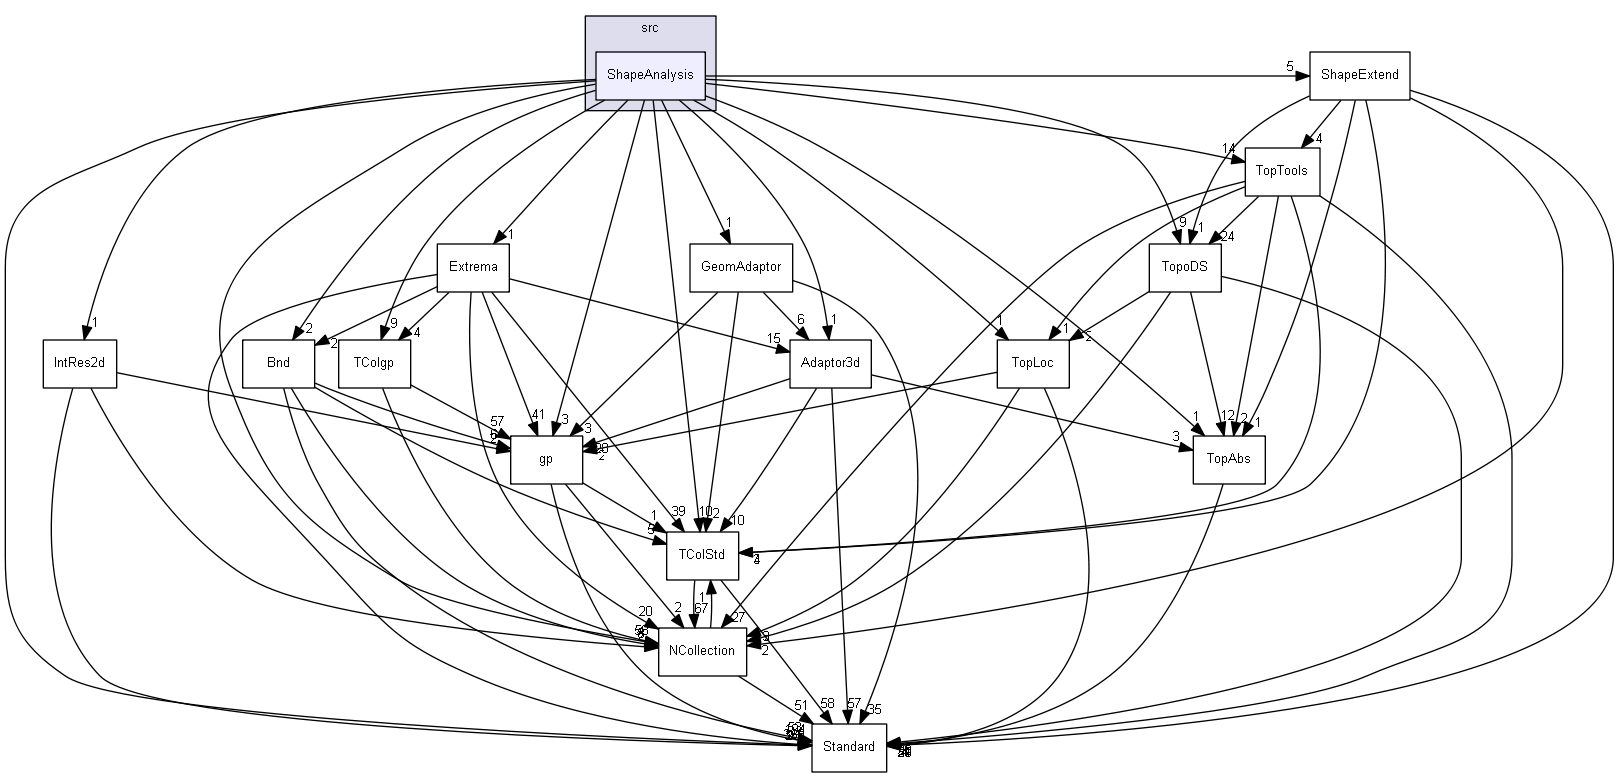 src
ShapeAnalysis
5
ShapeExtend
14
4
TopTools
1
1
9
1
24
Extrema
GeomAdaptor
TopoDS
1
2
9
4
2
6
1
15
1
1
IntRes2d
Bnd
TColgp
Adaptor3d
TopLoc
57
41
3
3
3
1
12
2
1
gp
TopAbs
1
39
10
2
10
TColStd
1
20
2
67
27
NCollection
2
51
58
57
35
Standard